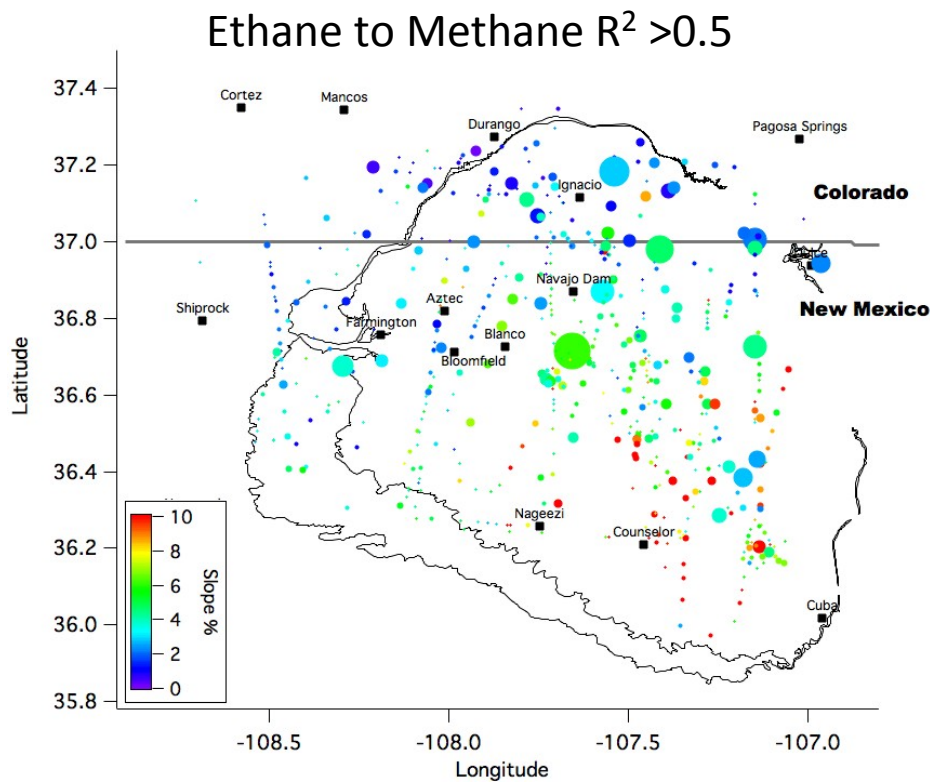 Ethane to Methane R² >0.5
37.4
Cortez
Mancos
Durango
Pagosa Springs
37.2
Ignacio
Colorado
37.0
Navajo Dam
36.8
Shiprock
Aztec
New Mexico
Farmington
Blanco
Bloomfield
Latitude
36.6
36.4
10
8
6
4
2
0
Slope %
Nageezi
Counselor
36.2
Cuba
36.0
35.8
-108.5
-108.0
-107.5
-107.0
Longitude